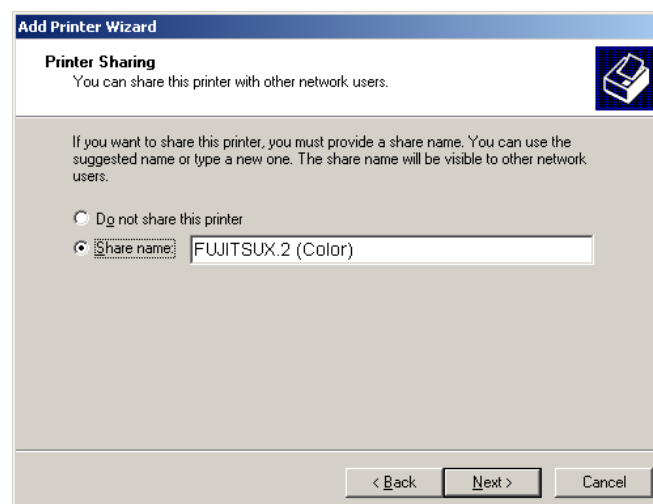 Add Printer Wizard
Printer Sharing
You can share this printer with other network users.
If you want to share this printer, you must provide a share name. You can use the
suggested name or type a new one. The share name will be visible to other network
users.
Do not share this printer
Share name: FUJITSUX.2 (Color)
< Back Next > Cancel